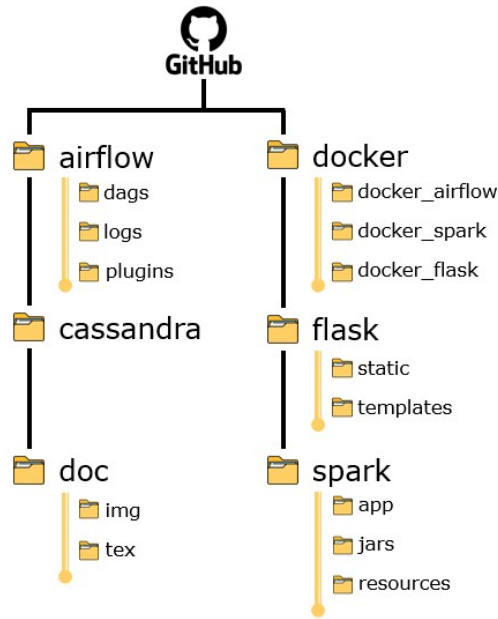 GitHub
airflow
dags
logs
plugins
cassandra
doc
img
tex
docker
docker_airflow
docker_spark
docker_flask
flask
static
templates
spark
app
jars
resources